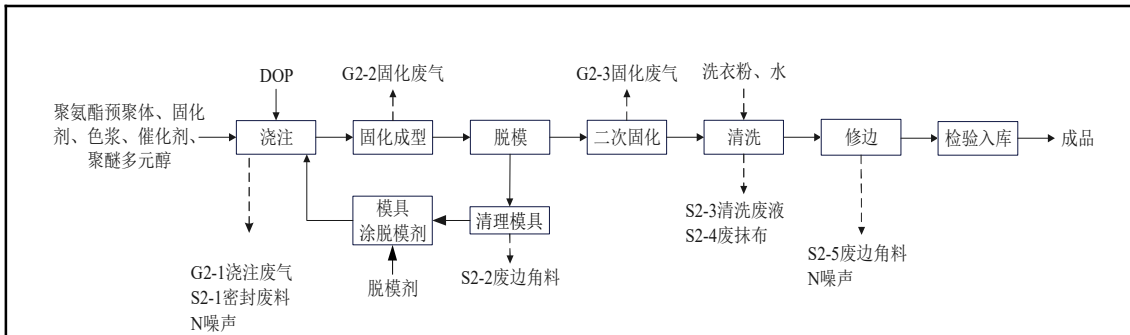 DOP
G2-2固化废气
G2-3固化废气
洗衣粉、水
聚氨酯预聚体、固化
剂、色浆、催化剂、
聚醚多元醇
浇注
固化成型
脱模
二次固化
清洗
修边
检验入库
成品
模具
涂脱模剂
清理模具
S2-3清洗废液
S2-4废抹布
S2-5废边角料
N噪声
G2-1浇注废气
S2-1密封废料
N噪声
脱模剂
S2-2废边角料